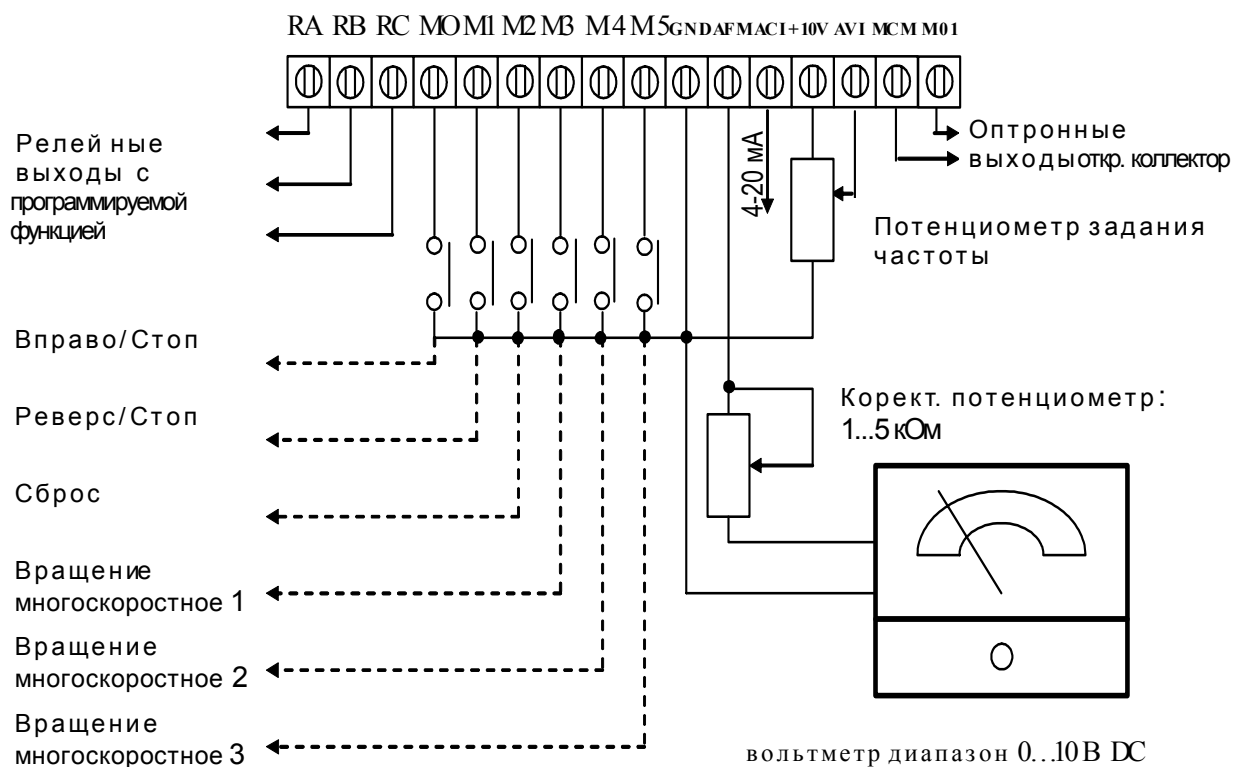 RA RB RC MO M1 M2 M3 M4 M5 GND AFM ACI +10V AVI MCM M01
Релейные
выходы с
программируемой
функцией
4-20 мА
Оптронные
выходы откр. коллектор
Потенциометр задания
частоты
Вправо/Стоп
Реверс/Стоп
Корект. потенциометр:
1...5 кОм
Сброс
Вращение
многоскоростное 1
Вращение
многоскоростное 2
Вращение
многоскоростное 3
вольтметр диапазон 0...10 В DC